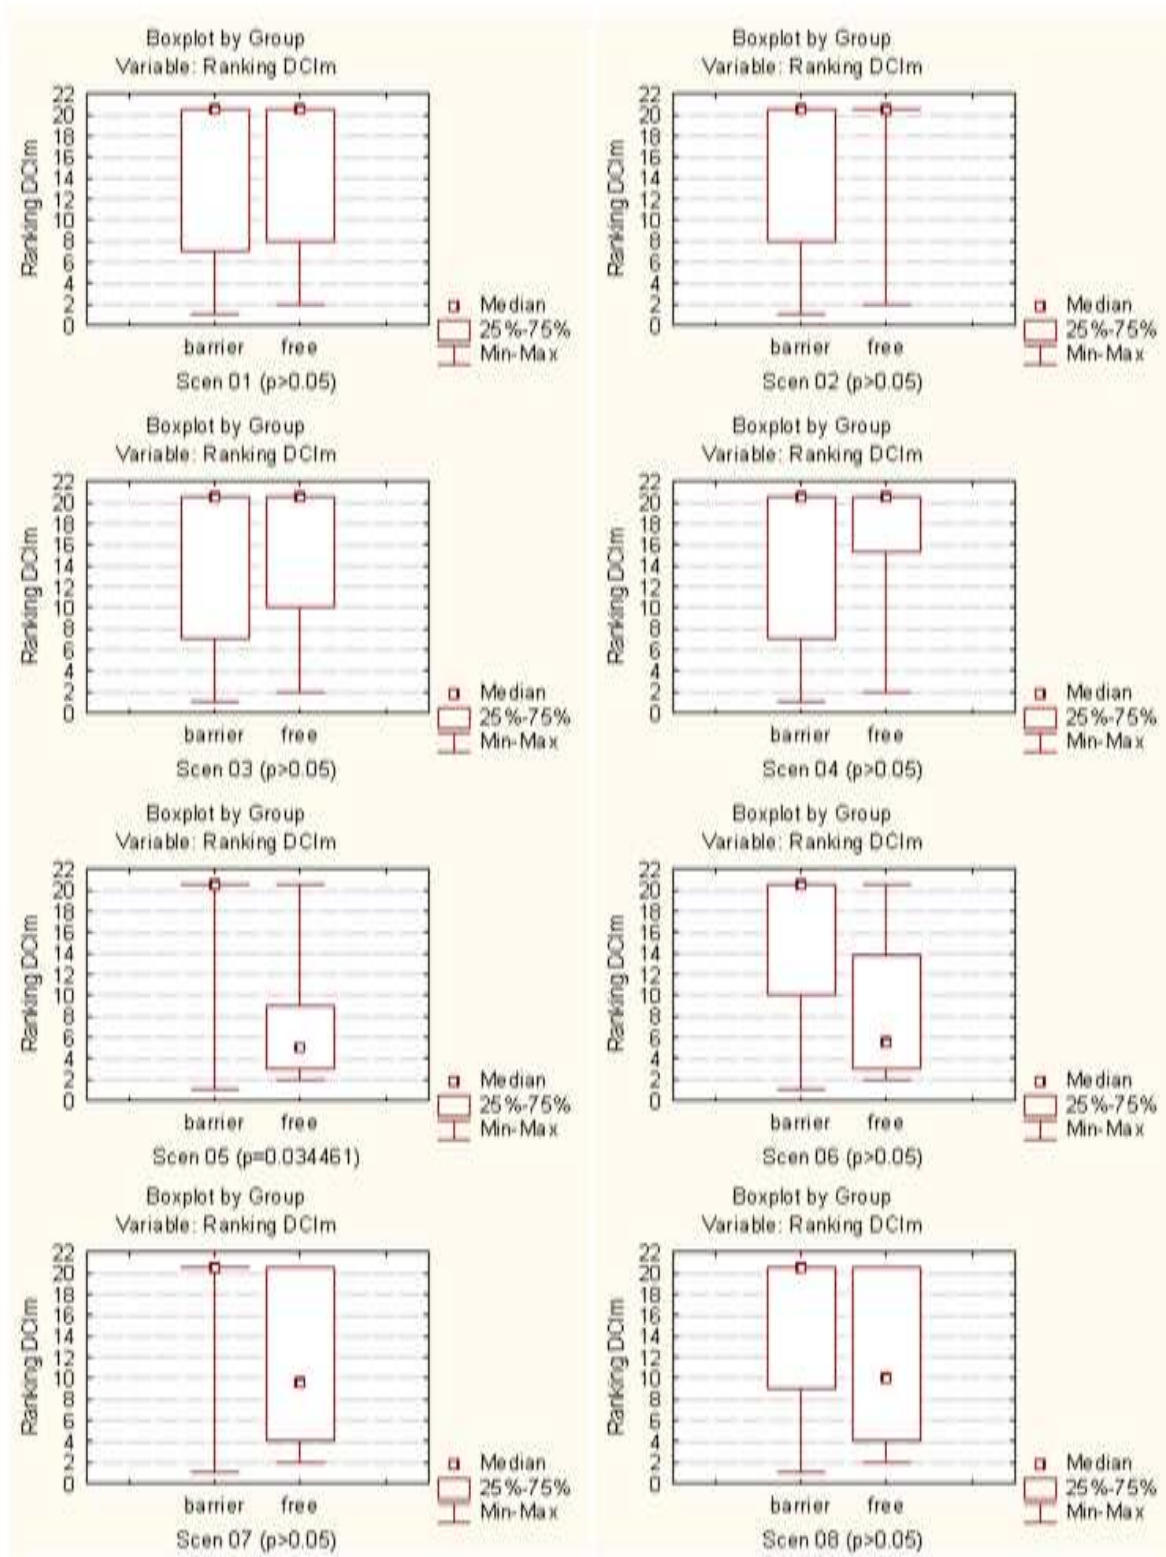 Boxplot by Group
Variable: Ranking DCIm
Ranking DCIm
22
20
18
16
14
12
10
8
6
4
2
0
barrier free
Scen 01 (p>0.05)
Median
25%-75%
Min-Max
Boxplot by Group
Variable: Ranking DCIm
Ranking DCIm
22
20
18
16
14
12
10
8
6
4
2
0
barrier free
Scen 02 (p>0.05)
Median
25%-75%
Min-Max
Boxplot by Group
Variable: Ranking DCIm
Ranking DCIm
22
20
18
16
14
12
10
8
6
4
2
0
barrier free
Scen 03 (p>0.05)
Median
25%-75%
Min-Max
Boxplot by Group
Variable: Ranking DCIm
Ranking DCIm
22
20
18
16
14
12
10
8
6
4
2
0
barrier free
Scen 04 (p>0.05)
Median
25%-75%
Min-Max
Boxplot by Group
Variable: Ranking DCIm
Ranking DCIm
22
20
18
16
14
12
10
8
6
4
2
0
barrier free
Scen 05 (p=0.034461)
Median
25%-75%
Min-Max
Boxplot by Group
Variable: Ranking DCIm
Ranking DCIm
22
20
18
16
14
12
10
8
6
4
2
0
barrier free
Scen 06 (p>0.05)
Median
25%-75%
Min-Max
Boxplot by Group
Variable: Ranking DCIm
Ranking DCIm
22
20
18
16
14
12
10
8
6
4
2
0
barrier free
Scen 07 (p>0.05)
Median
25%-75%
Min-Max
Boxplot by Group
Variable: Ranking DCIm
Ranking DCIm
22
20
18
16
14
12
10
8
6
4
2
0
barrier free
Scen 08 (p>0.05)
Median
25%-75%
Min-Max